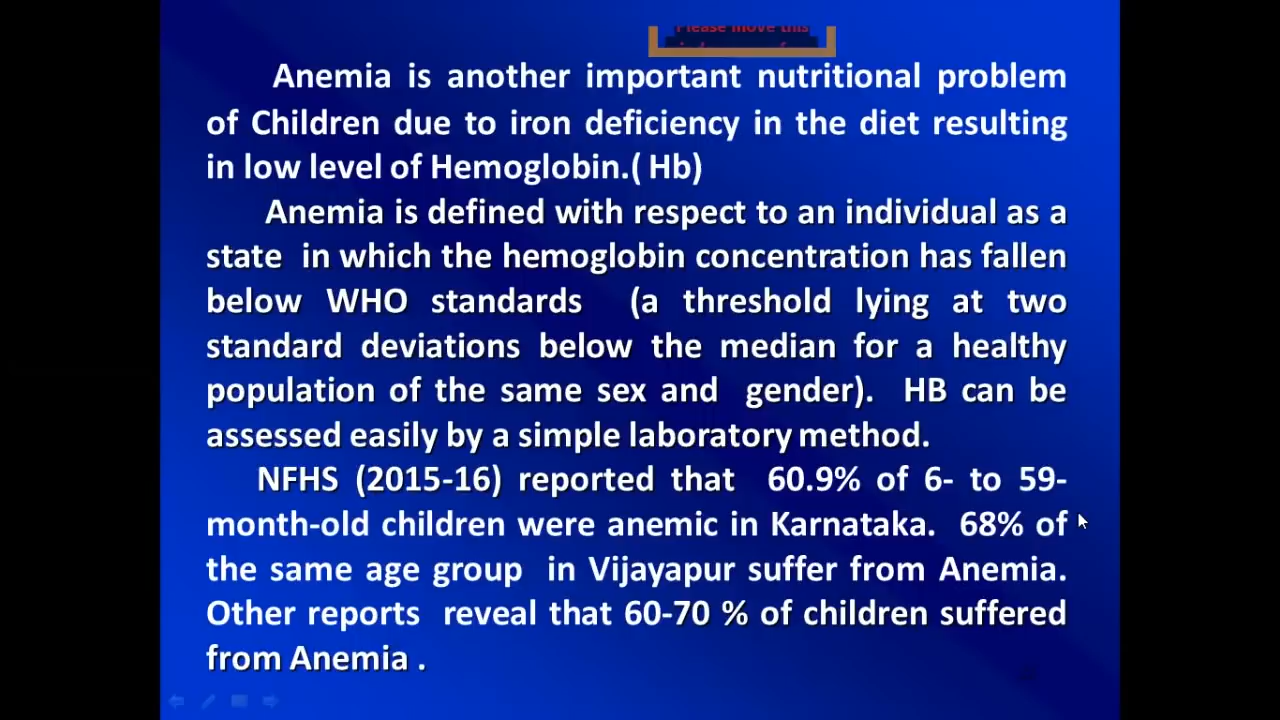 Please move this
Anemia is another important nutritional problem
of Children due to iron deficiency in the diet resulting
in low level of Hemoglobin.( Hb)
Anemia is defined with respect to an individual as a
state in which the hemoglobin concentration has fallen
below WHO standards (a threshold lying at two
standard deviations below the median for a healthy
population of the same sex and gender). HB can be
assessed easily by a simple laboratory method.
NFHS (2015-16) reported that 60.9% of 6- to 59-
month-old children were anemic in Karnataka. 68% of
the same age group in Vijayapur suffer from Anemia.
Other reports reveal that 60-70 % of children suffered
from Anemia .